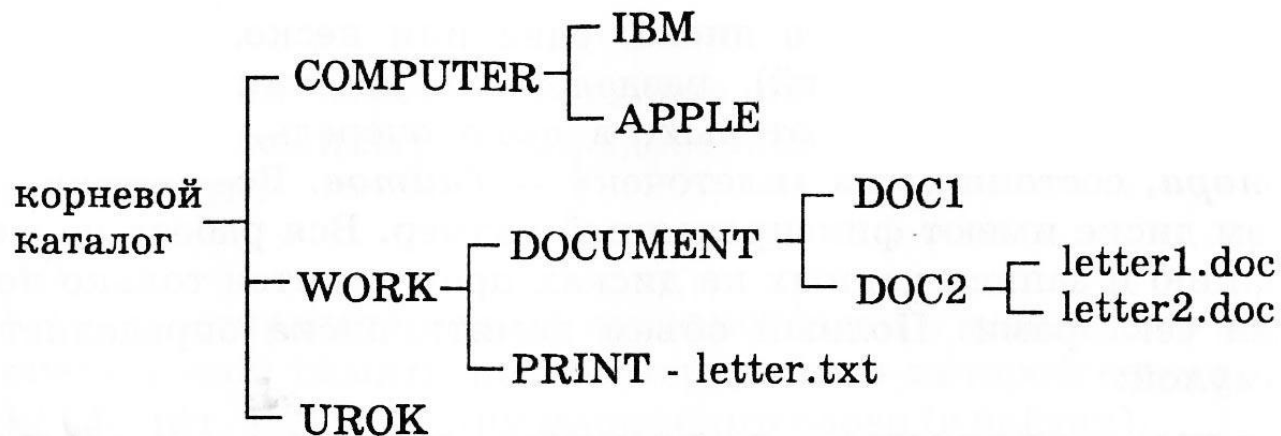 IBM
COMPUTER
APPLE
корневой
каталог
DOC1
DOCUMENT
letter1.doc
WORK
DOC2
letter2.doc
PRINT - letter.txt
UROK